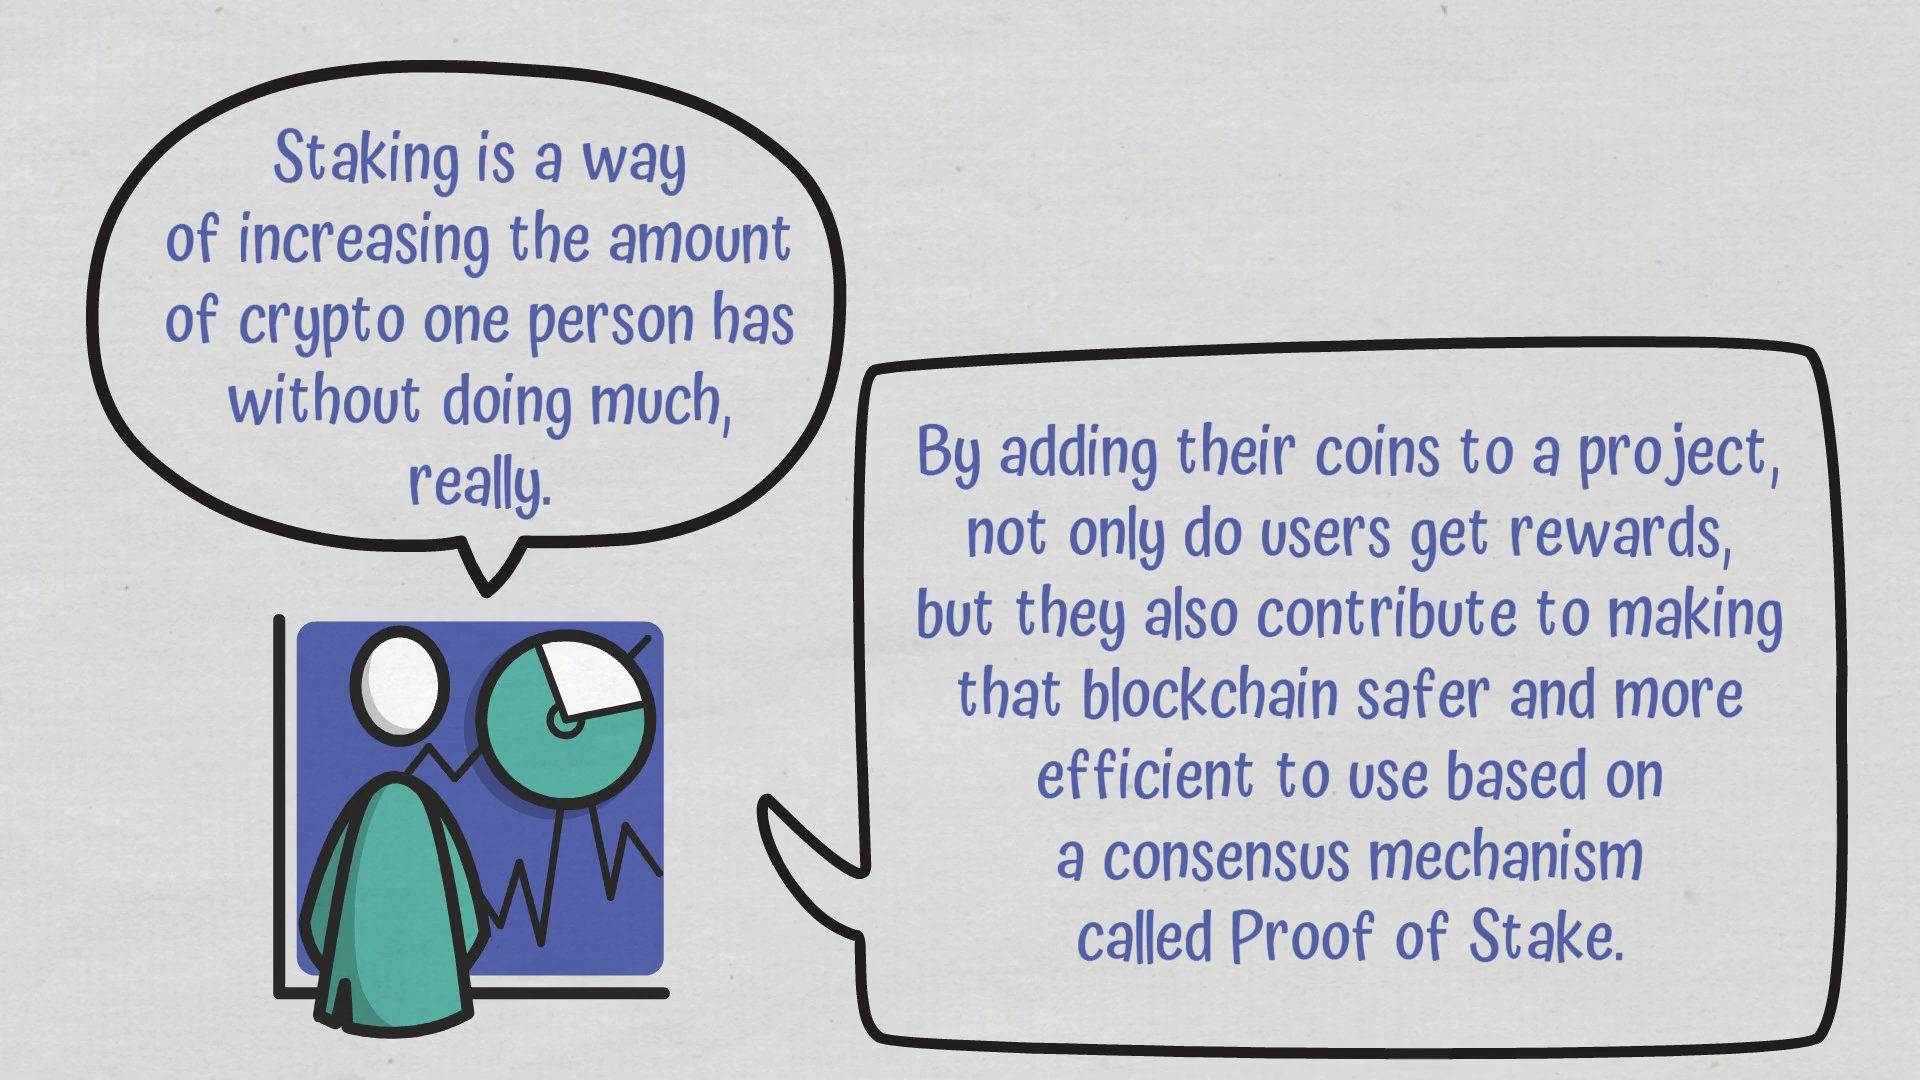 Staking is a way
of increasing the amount
of crypto one person has
without doing much,
really.
By adding their coins to a project,
not only do users get rewards,
but they also contribute to making
that blockchain safer and more
efficient to use based on
a consensus mechanism
called Proof of Stake.